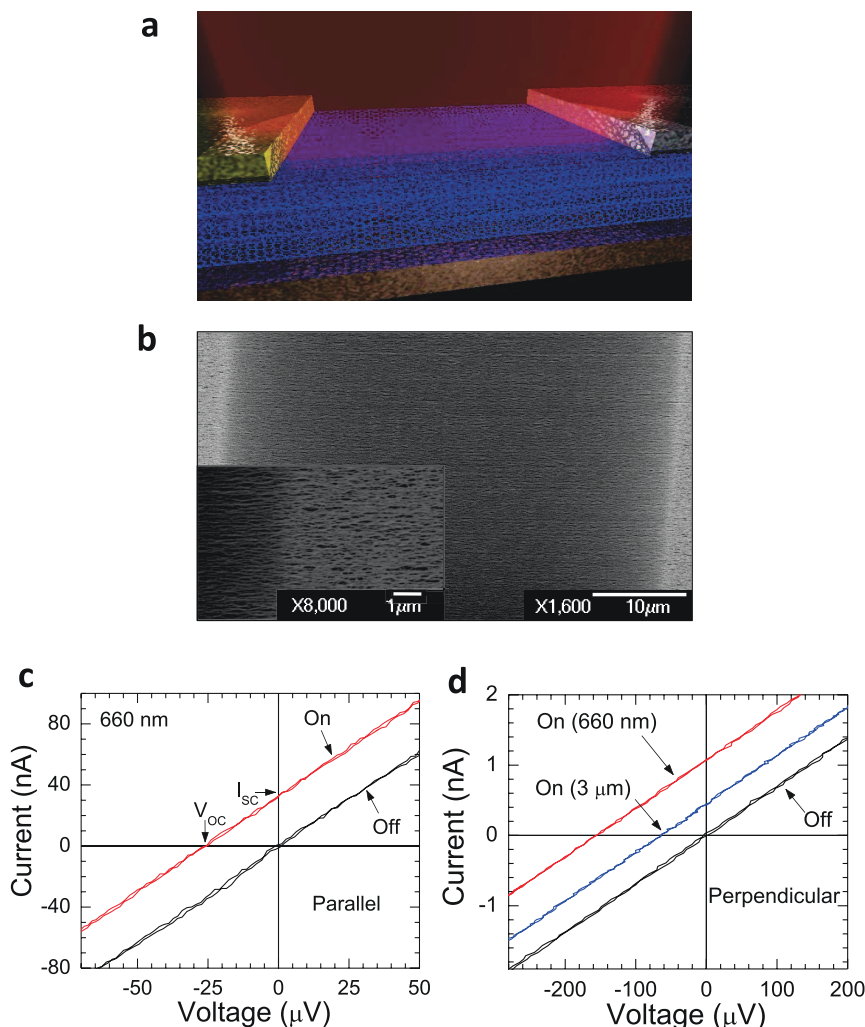 a
b
X8,000 1μm
X1,600 10μm
c
660 nm
On
I_SC
V_OC
Off
Parallel
Current (nA)
80
40
0
-40
-80
-50 -25 0 25 50
Voltage (μV)
d
On (660 nm)
On (3 μm)
Off
Perpendicular
Current (nA)
2
1
0
-1
-200 -100 0 100 200
Voltage (μV)